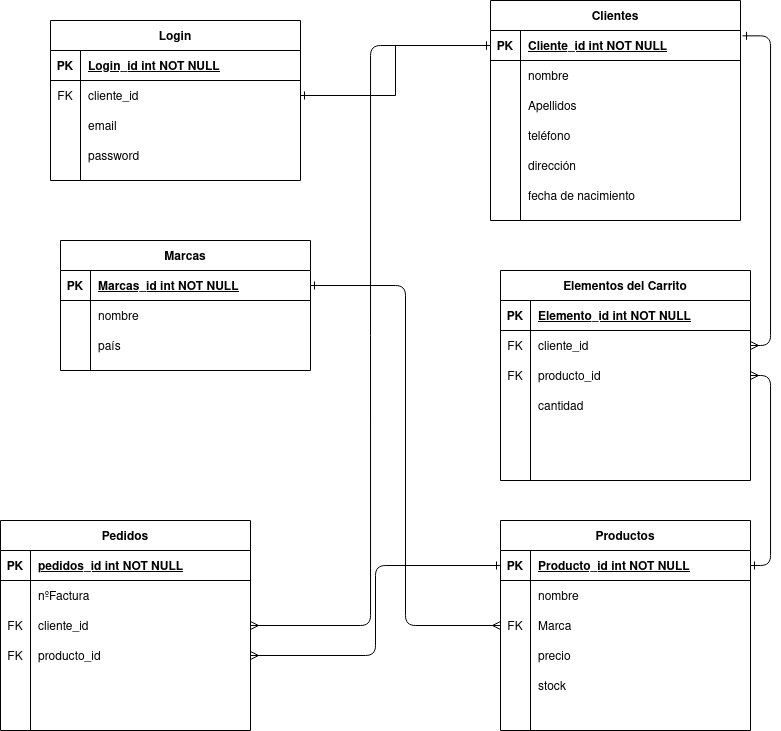 Login
PK Login_id int NOT NULL
FK cliente_id
email
password
Clientes
PK Cliente_id int NOT NULL
nombre
Apellidos
teléfono
dirección
fecha de nacimiento
Marcas
PK Marcas_id int NOT NULL
nombre
país
Elementos del Carrito
PK Elemento_id int NOT NULL
FK cliente_id
FK producto_id
cantidad
Pedidos
PK pedidos_id int NOT NULL
nºFactura
FK cliente_id
FK producto_id
Productos
PK Producto_id int NOT NULL
nombre
FK Marca
precio
stock